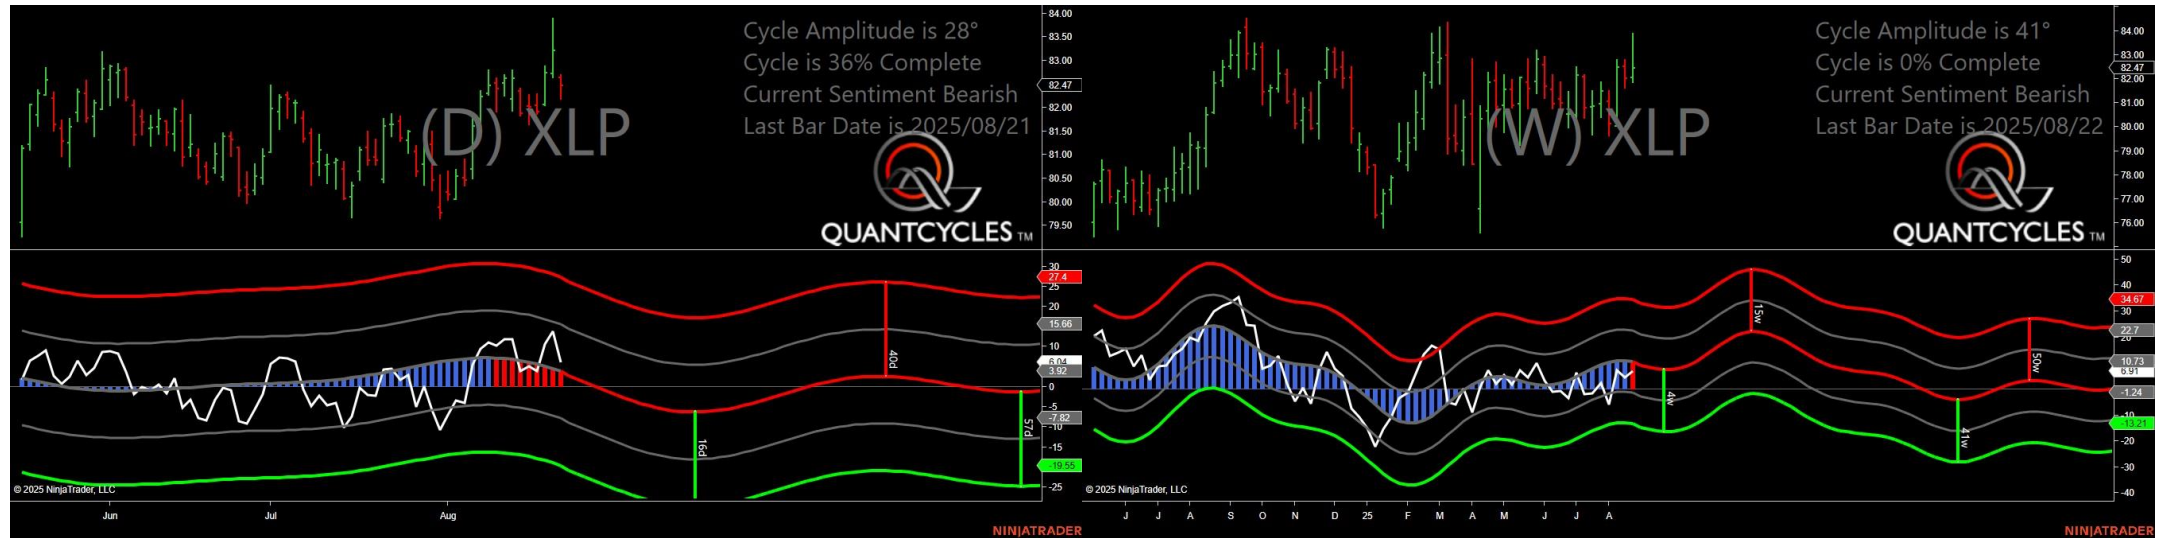 Cycle Amplitude is 28°
Cycle is 36% Complete
Current Sentiment Bearish
Last Bar Date is 2025/08/21
(D) XLP
QUANTCYCLES TM
84.00
83.50
83.00
82.47
82.00
81.50
81.00
80.50
80.00
79.50
30
27.4
25
20
15.66
10
6.04
3.92
0
-5
-7.82
-10
-15
-19.55
-25
40d
16d
57d
© 2025 NinjaTrader, LLC
Jun Jul Aug
NINJATRADER
Cycle Amplitude is 41°
Cycle is 0% Complete
Current Sentiment Bearish
Last Bar Date is 2025/08/22
(W) XLP
QUANTCYCLES TM
84.00
83.00
82.47
82.00
81.00
80.00
79.00
78.00
77.00
76.00
50
40
34.67
30
22.7
20
10.73
6.91
-1.24
-10
-13.21
-20
-30
-40
15w
4w
50w
41w
© 2025 NinjaTrader, LLC
J J A S O N D 25 F M A M J J A
NINJATRADER